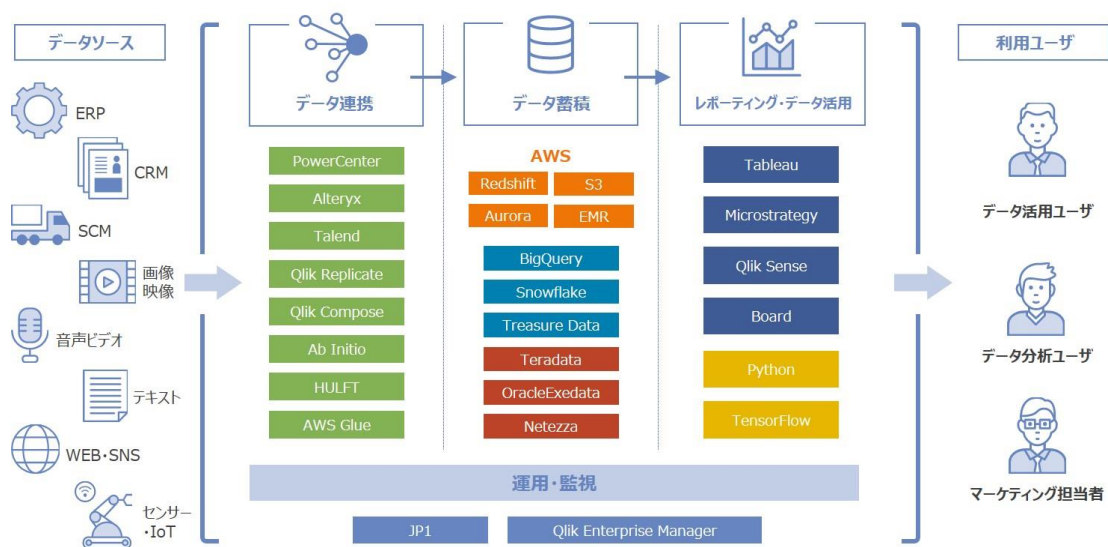 データソース
ERP
CRM
SCM
画像
映像
音声ビデオ
テキスト
WEB・SNS
センサー
・IoT
データ連携
PowerCenter
Alteryx
Talend
Qlik Replicate
Qlik Compose
Ab Initio
HULFT
AWS Glue
データ蓄積
AWS
Redshift
S3
Aurora
EMR
BigQuery
Snowflake
Treasure Data
Teradata
OracleExedata
Netezza
レポーティング・データ活用
Tableau
Microstrategy
Qlik Sense
Board
Python
TensorFlow
運用・監視
JP1
Qlik Enterprise Manager
利用ユーザ
データ活用ユーザ
データ分析ユーザ
マーケティング担当者